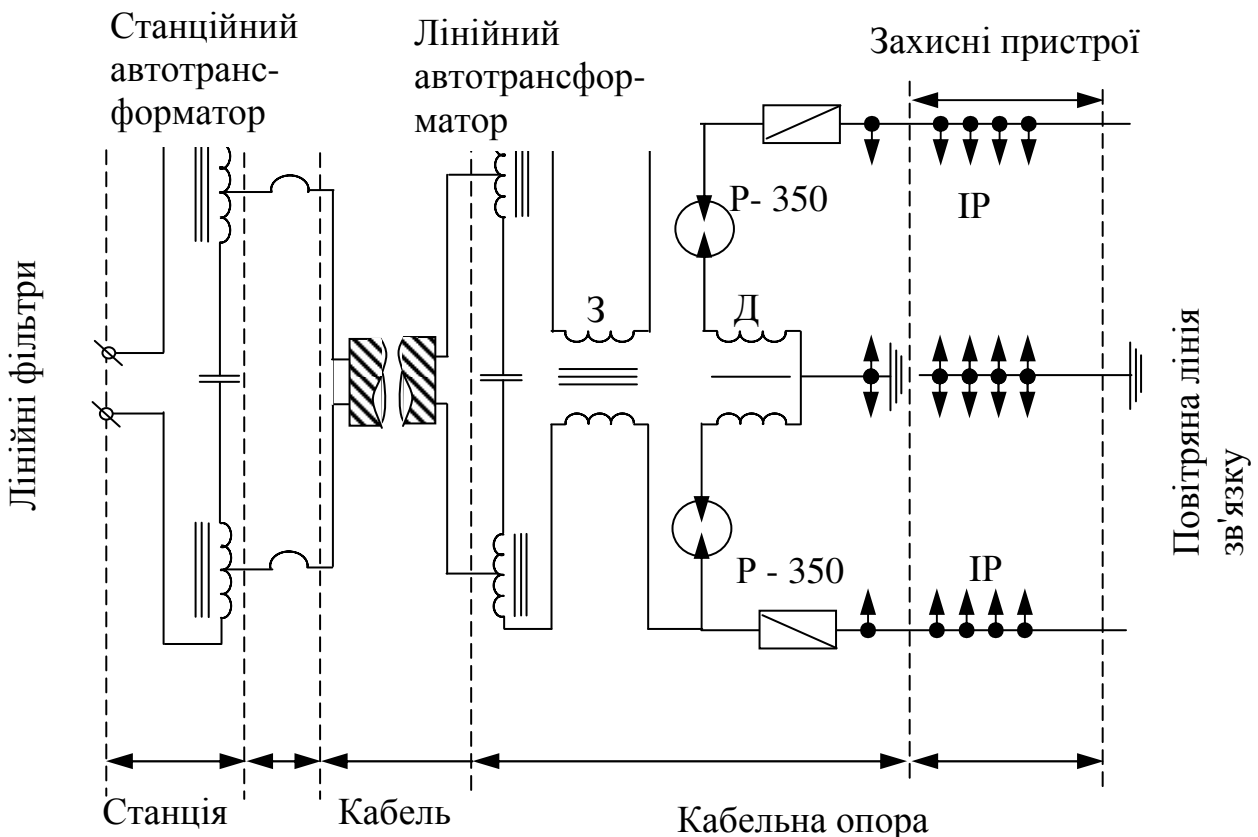 Станційний
автотранс-
форматор
Лінійний
автотрансфор-
матор
Захисні пристрої
Р- 350
ІР
Лінійні фільтри
З
Д
Повітряна лінія
зв'язку
Р - 350
ІР
Станція
Кабель
Кабельна опора